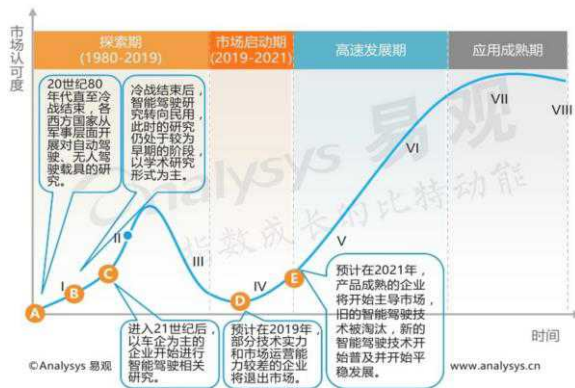 市场认可度
探索期
(1980-2019)
市场启动期
(2019-2021)
高速发展期
应用成熟期
20世纪80
年代直至冷
战结束，各
西方国家从
军事层面开
展对自动驾
驶、无人驾
驶载具的研
究。
冷战结束后，
智能驾驶研
究转向民用，
此时的研究
仍处于较为
早期的阶段，
以学术研究
形式为主。
Analysys 易观
指数成长的比特动能
I
II
III
IV
V
VI
VII
VIII
A
B
C
D
E
进入21世纪后，
以车企为主的
企业开始进行
智能驾驶相关
研究。
预计在2019年，
部分技术实力
和市场运营能
力较差的企业
将退出市场。
预计在2021年，
产品成熟的企业
将开始主导市场，
旧的智能驾驶技
术被淘汰，新的
智能驾驶技术开
始普及并开始平
稳发展。
时间
©Analysys 易观
www.analysys.cn